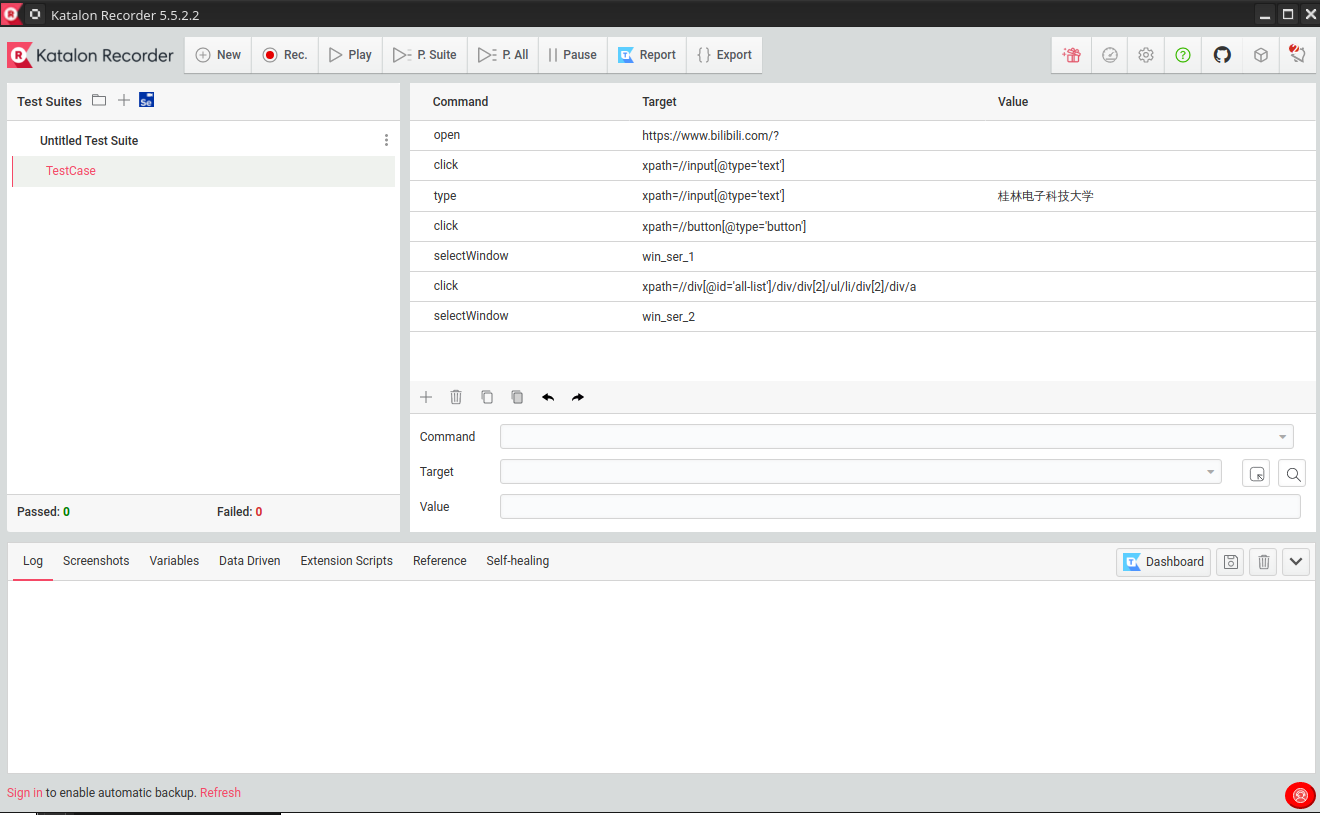 Katalon Recorder 5.5.2.2
Katalon Recorder New Rec. Play P. Suite P. All Pause Report Export
Test Suites
Command Target Value
Untitled Test Suite
TestCase
open https://www.bilibili.com/?
click xpath=//input[@type='text']
type xpath=//input[@type='text'] 桂林电子科技大学
click xpath=//button[@type='button']
selectWindow win_ser_1
click xpath=//div[@id='all-list']/div/div[2]/ul/li/div[2]/div/a
selectWindow win_ser_2
Command
Target
Value
Passed: 0 Failed: 0
Log Screenshots Variables Data Driven Extension Scripts Reference Self-healing Dashboard
Sign in to enable automatic backup. Refresh